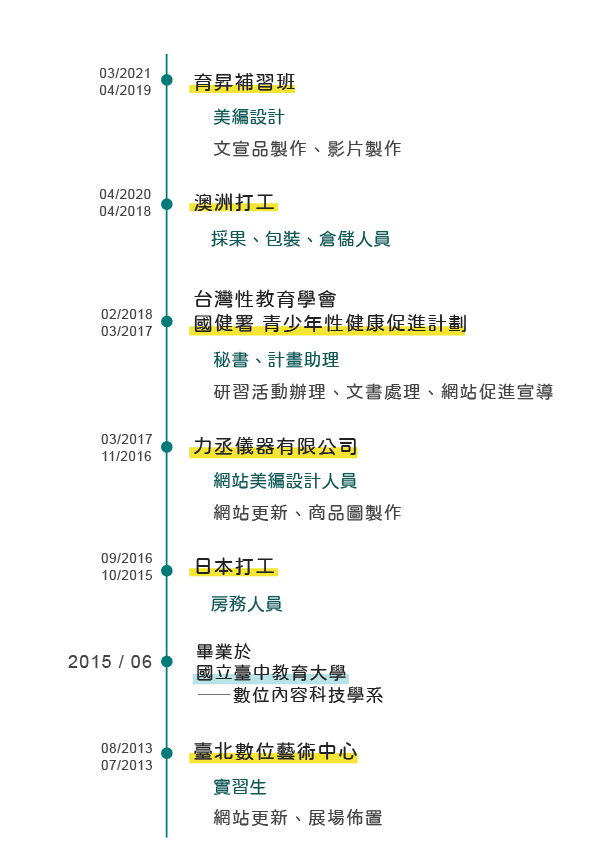 03/2021
04/2019
育昇補習班
美編設計
文宣品製作、影片製作
04/2020
04/2018
澳洲打工
採果、包裝、倉儲人員
台灣性教育學會
02/2018
03/2017
國健署 青少年性健康促進計劃
秘書、計畫助理
研習活動辦理、文書處理、網站促進宣導
03/2017
11/2016
力丞儀器有限公司
網站美編設計人員
網站更新、商品圖製作
09/2016
10/2015
日本打工
房務人員
2015 / 06
畢業於
國立臺中教育大學
——數位內容科技學系
08/2013
07/2013
臺北數位藝術中心
實習生
網站更新、展場佈置